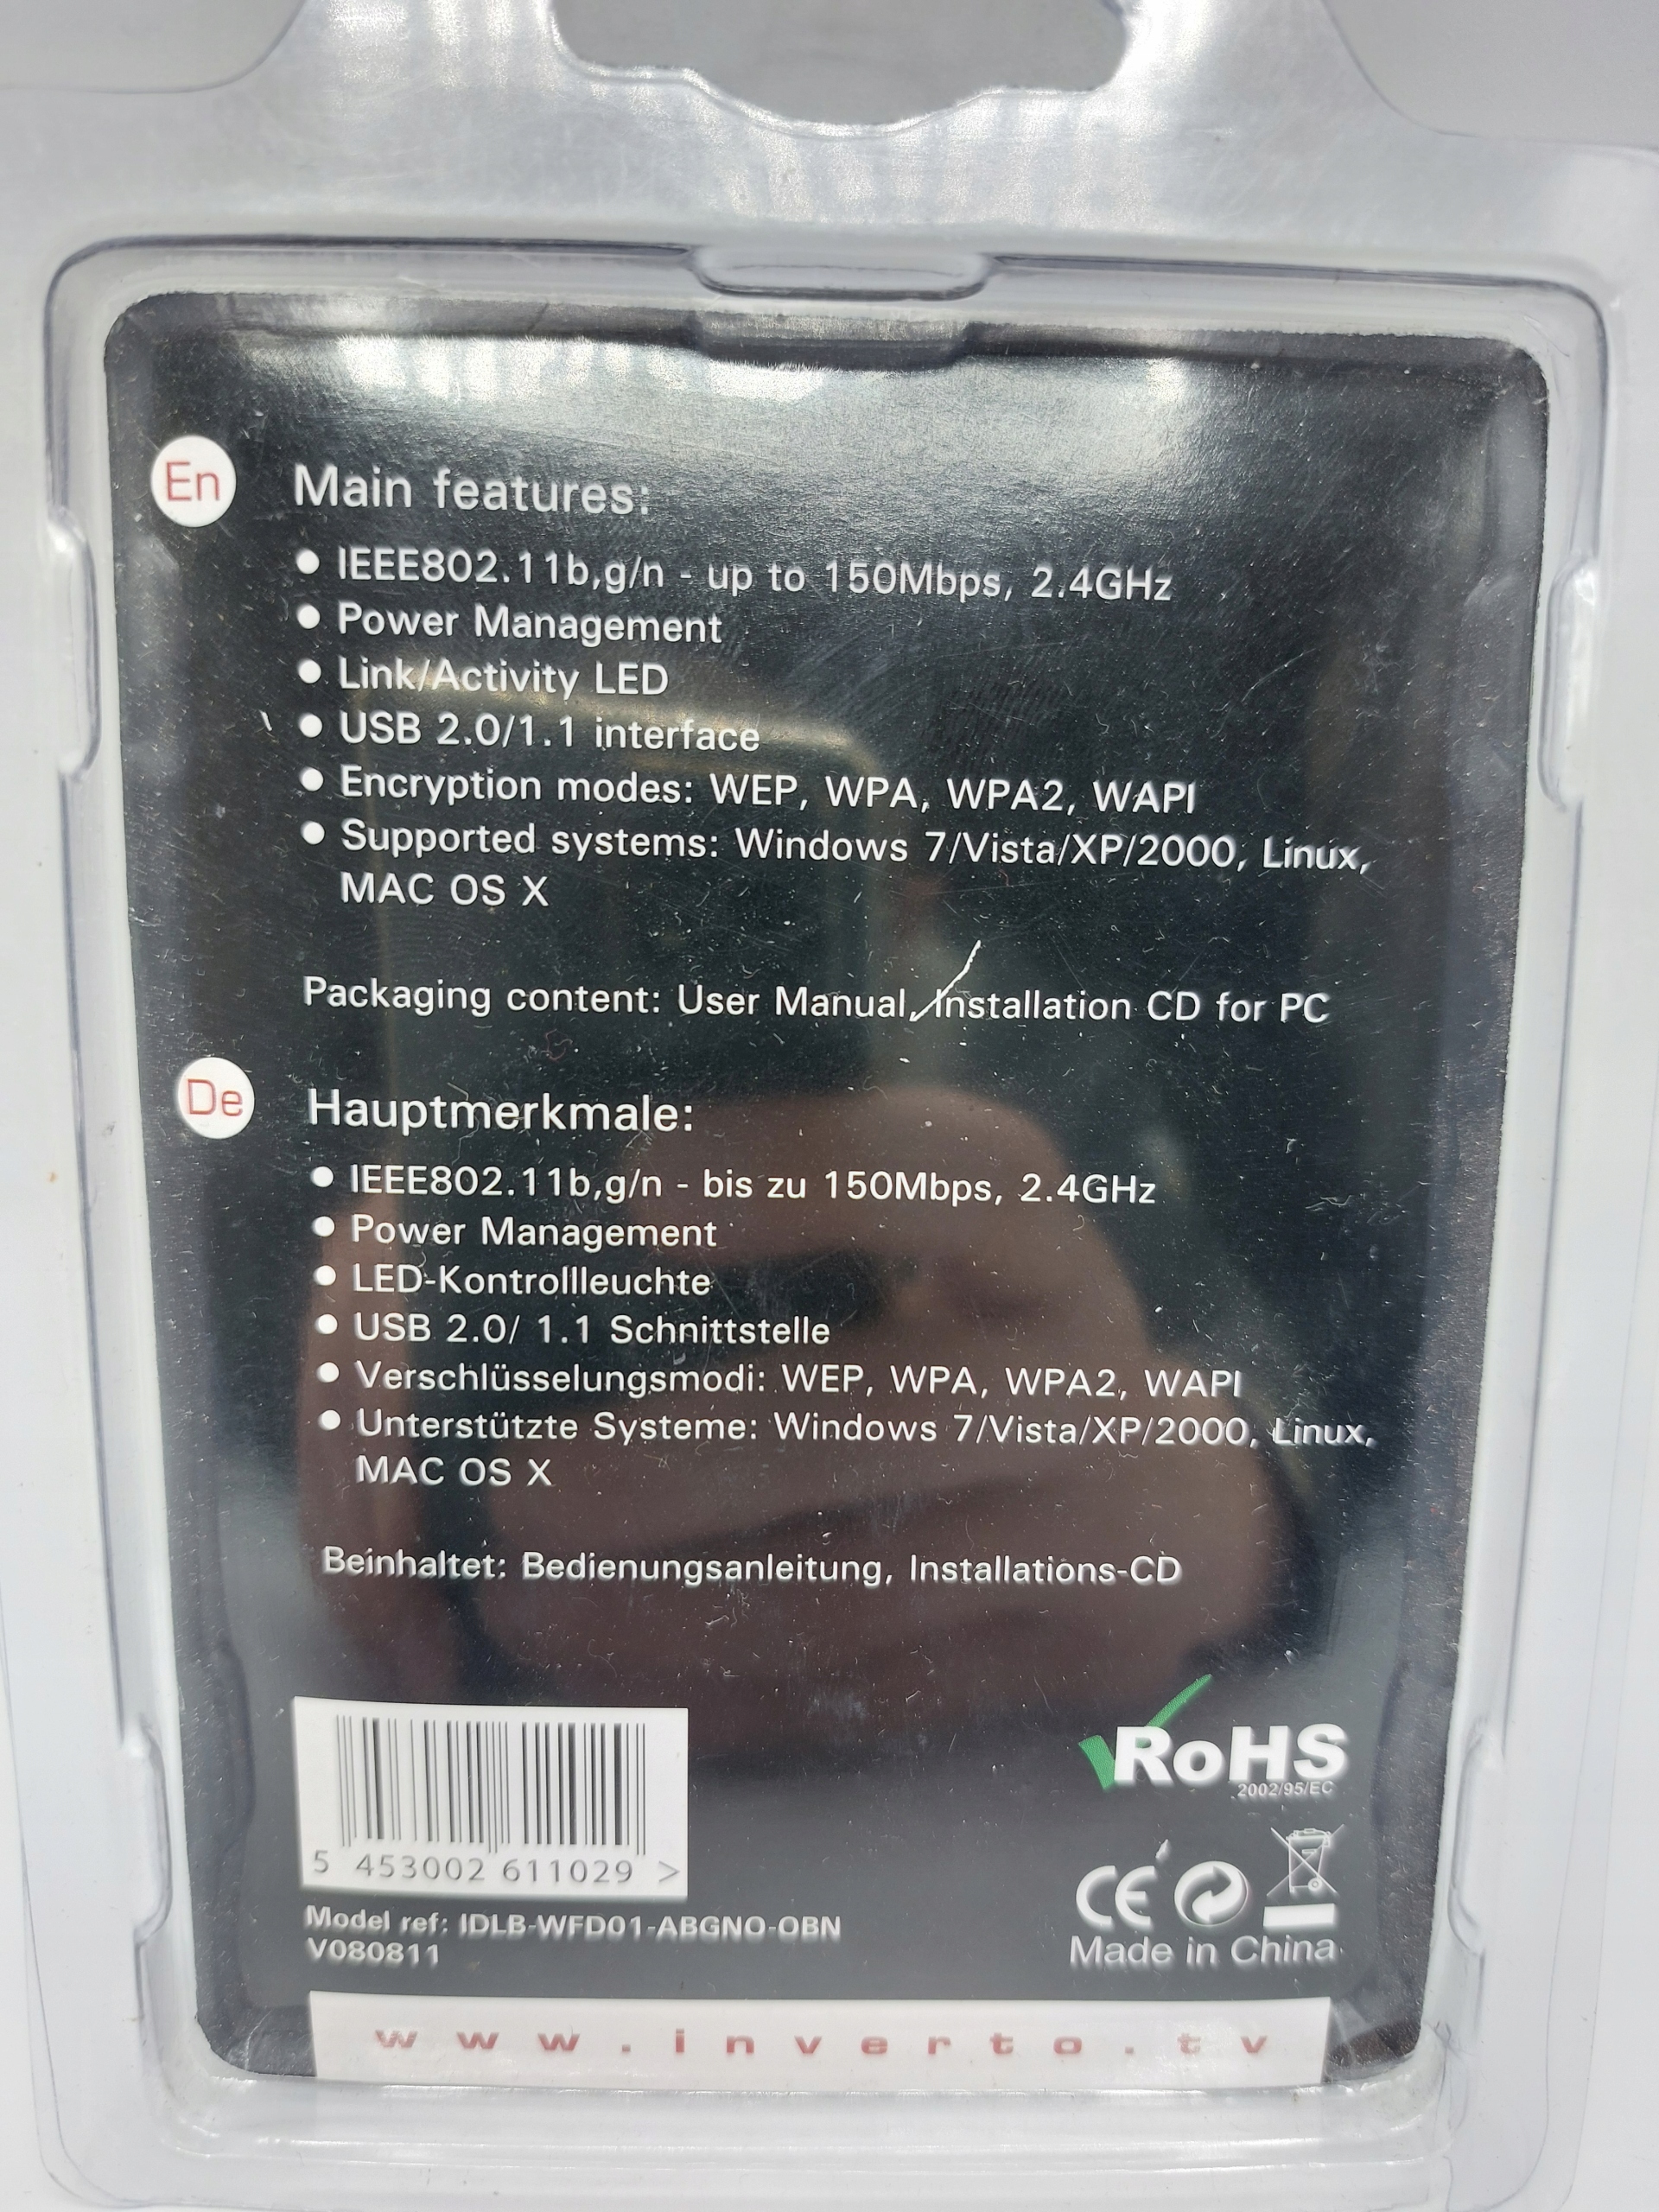 En
Main features:
● IEEE802.11b,g/n - up to 150Mbps, 2.4GHz
● Power Management
● Link/Activity LED
● USB 2.0/1.1 interface
● Encryption modes: WEP, WPA, WPA2, WAPI
● Supported systems: Windows 7/Vista/XP/2000, Linux,
MAC OS X
Packaging content: User Manual, Installation CD for PC
De
Hauptmerkmale:
● IEEE802.11b,g/n - bis zu 150Mbps, 2.4GHz
● Power Management
● LED-Kontrollleuchte
● USB 2.0/ 1.1 Schnittstelle
● Verschlüsselungsmodi: WEP, WPA, WPA2, WAPI
● Unterstützte Systeme: Windows 7/Vista/XP/2000, Linux,
MAC OS X
Beinhaltet: Bedienungsanleitung, Installations-CD
RoHS
2002/95/EC
5 453002 611029 >
CE
Model ref: IDLB-WFD01-ABGNO-OBN
V080811
Made in China
www.inverto.tv